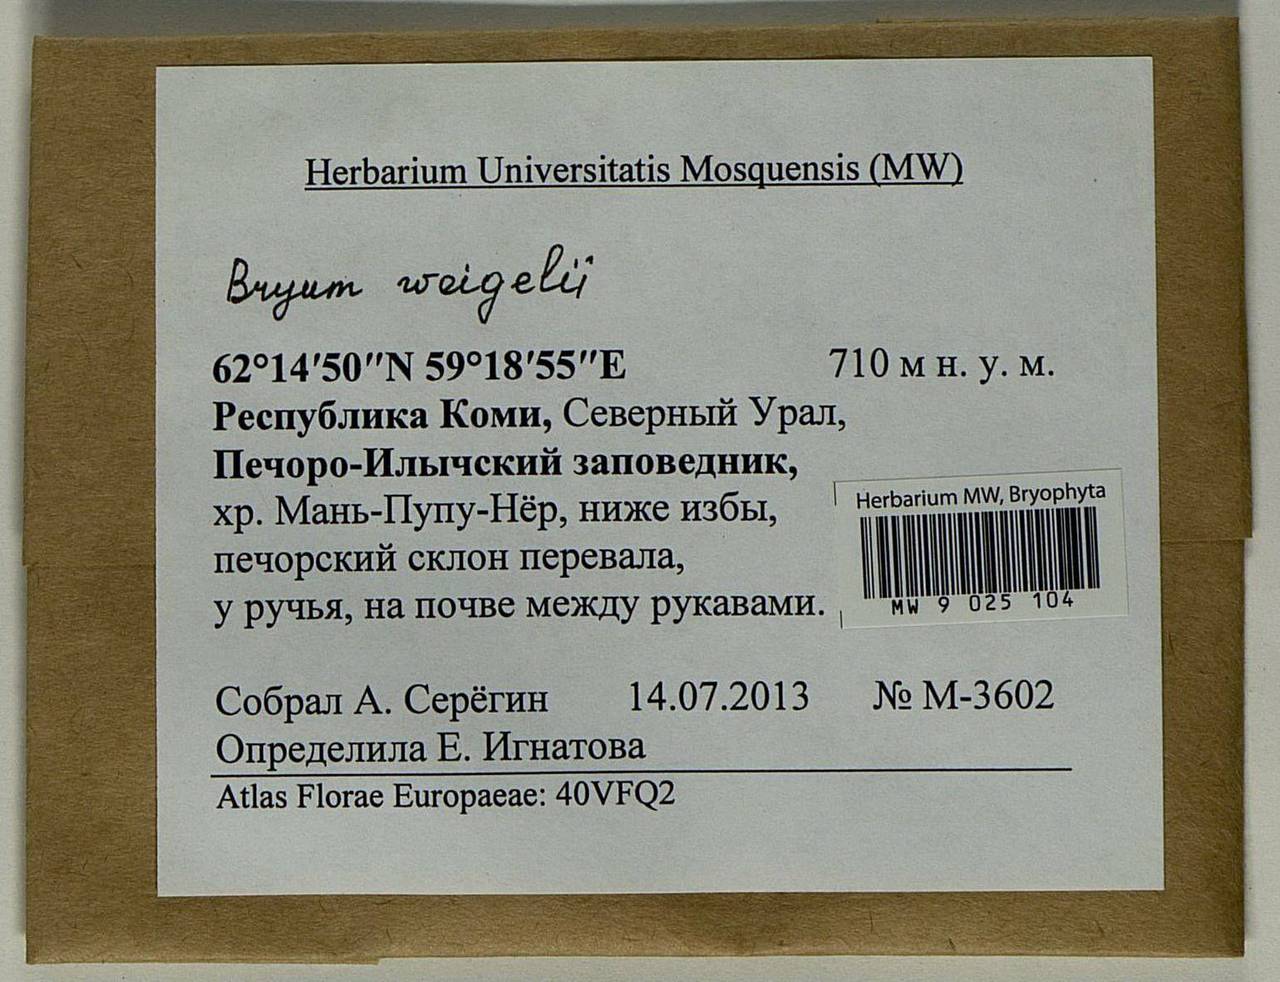 Herbarium Universitatis Mosquensis (MW)
Bryum weigelii
62°14′50″N 59°18′55″E 710 м н. у. м.
Республика Коми, Северный Урал,
Печоро-Илычский заповедник,
хр. Мань-Пупу-Нёр, ниже избы,
печорский склон перевала,
у ручья, на почве между рукавами.
Herbarium MW, Bryophyta
MW 9 025 104
Собрал А. Серёгин 14.07.2013 № М-3602
Определила Е. Игнатова
Atlas Florae Europaeae: 40VFQ2